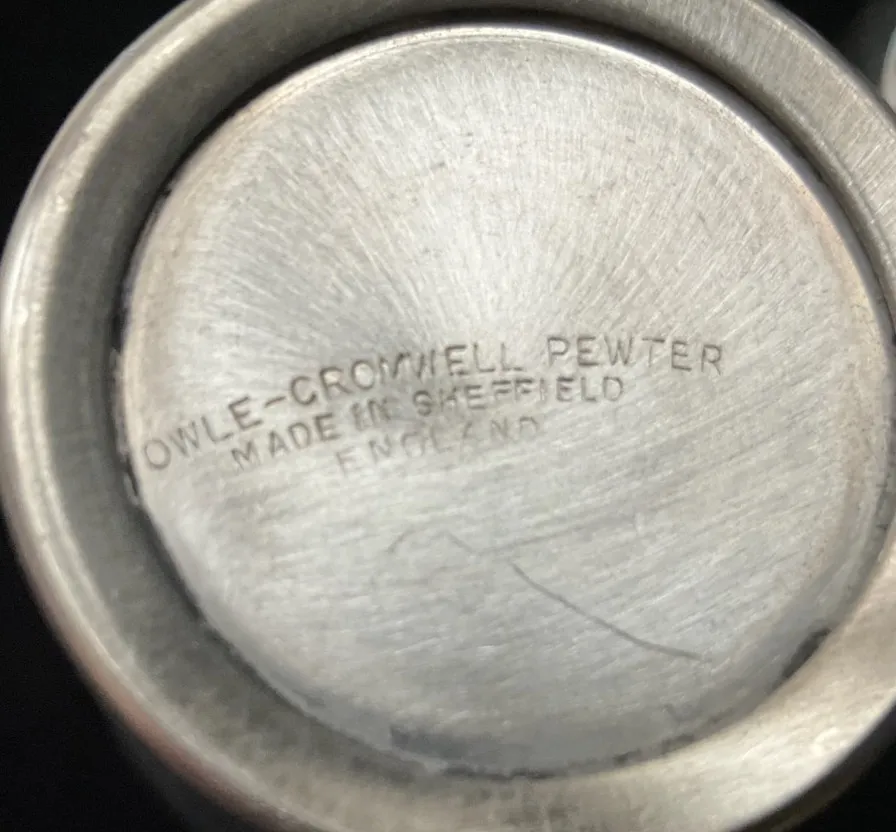 OWLE-CROMWELL PEWTER
MADE IN SHEFFIELD
ENGLAND